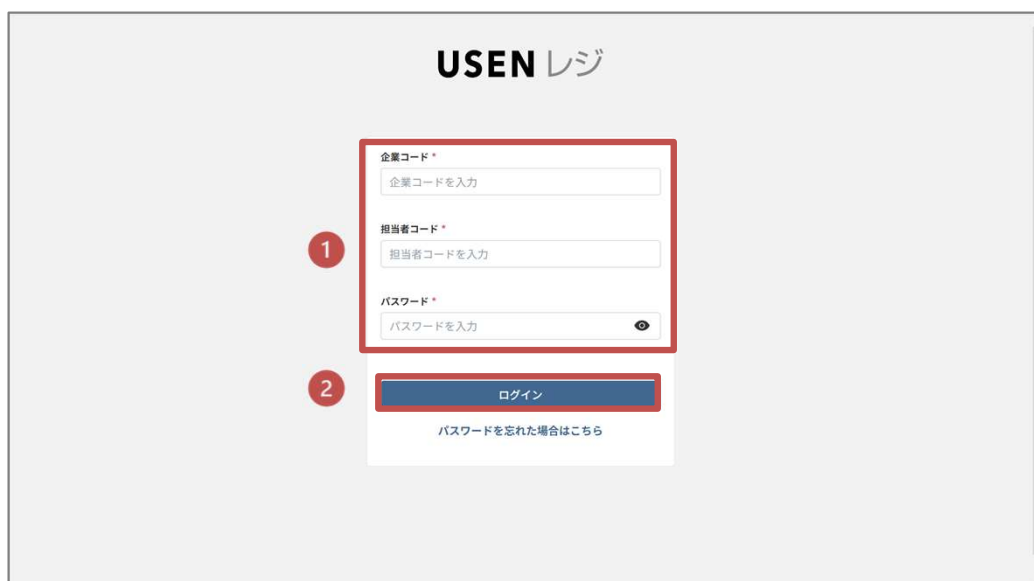 USEN レジ
企業コード *
企業コードを入力
1
担当者コード *
担当者コードを入力
パスワード *
パスワードを入力
2
ログイン
パスワードを忘れた場合はこちら